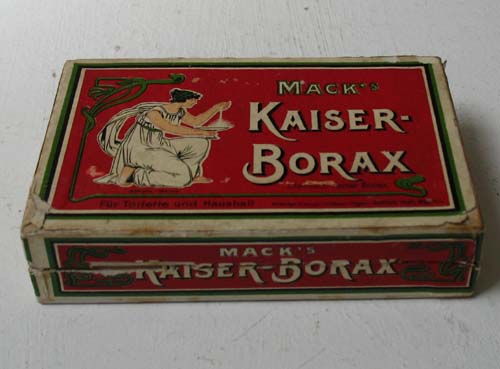 MACK'S
KAISER-
BORAX
Für Toilette und Haushalt
MACK'S
KAISER-BORAX